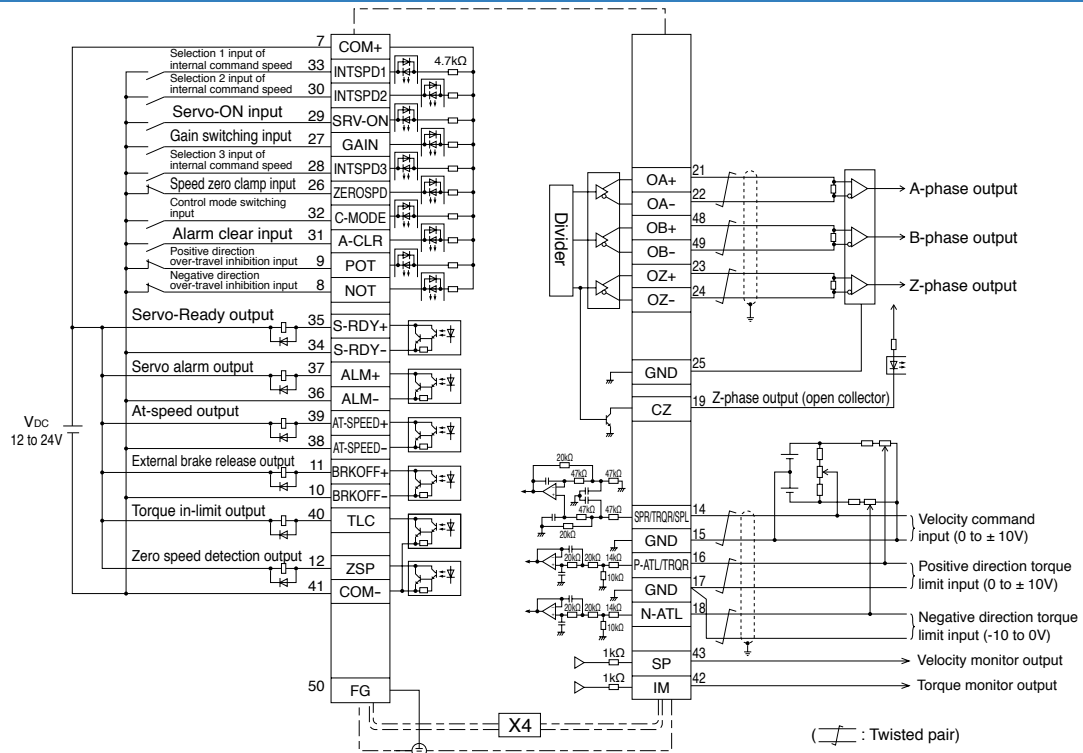 7 COM+
Selection 1 input of
internal command speed 33 INTSPD1 4.7kΩ
Selection 2 input of
internal command speed 30 INTSPD2
Servo-ON input 29 SRV-ON
Gain switching input 27 GAIN
Selection 3 input of
internal command speed 28 INTSPD3
Speed zero clamp input 26 ZEROSPD
Control mode switching
input 32 C-MODE
Alarm clear input 31 A-CLR
Positive direction
over-travel inhibition input 9 POT
Negative direction
over-travel inhibition input 8 NOT
Servo-Ready output 35 S-RDY+
34 S-RDY−
Servo alarm output 37 ALM+
36 ALM−
At-speed output 39 AT-SPEED+
38 AT-SPEED−
External brake release output 11 BRKOFF+
10 BRKOFF−
Torque in-limit output 40 TLC
Zero speed detection output 12 ZSP
41 COM−
VDC
12 to 24V
50 FG
X4
Divider
OA+ 21
OA− 22
A-phase output
OB+ 48
OB− 49
B-phase output
OZ+ 23
OZ− 24
Z-phase output
GND 25
CZ 19 Z-phase output (open collector)
20kΩ
47kΩ 47kΩ
47kΩ 47kΩ
20kΩ
SPR/TRQR/SPL 14
GND 15
Velocity command
input (0 to ± 10V)
20kΩ 20kΩ 14kΩ
10kΩ
P-ATL/TRQR 16
GND 17
Positive direction torque
limit input (0 to ± 10V)
20kΩ 20kΩ 14kΩ
10kΩ
N-ATL 18
Negative direction torque
limit input (-10 to 0V)
1kΩ SP 43 Velocity monitor output
1kΩ IM 42 Torque monitor output
( : Twisted pair)